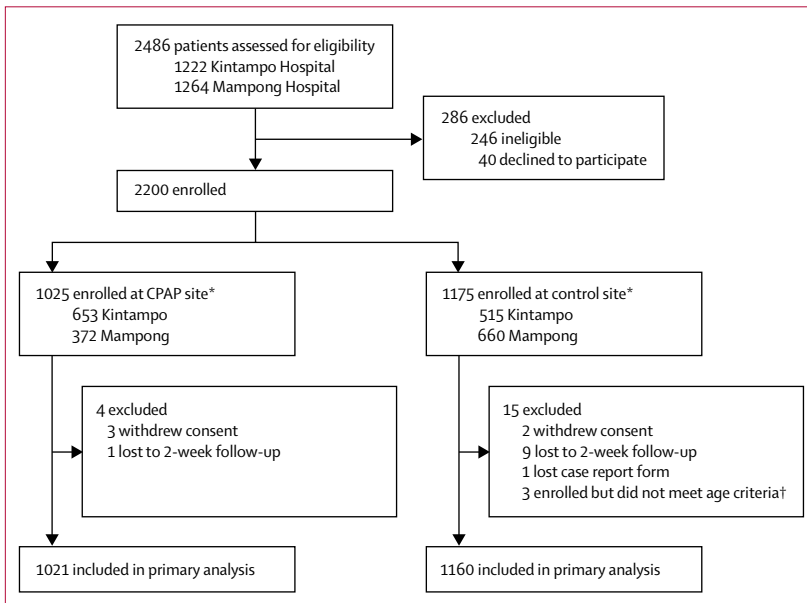 2486 patients assessed for eligibility
1222 Kintampo Hospital
1264 Mampong Hospital
286 excluded
246 ineligible
40 declined to participate
2200 enrolled
1025 enrolled at CPAP site*
653 Kintampo
372 Mampong
1175 enrolled at control site*
515 Kintampo
660 Mampong
4 excluded
3 withdrew consent
1 lost to 2-week follow-up
15 excluded
2 withdrew consent
9 lost to 2-week follow-up
1 lost case report form
3 enrolled but did not meet age criteria†
1021 included in primary analysis
1160 included in primary analysis